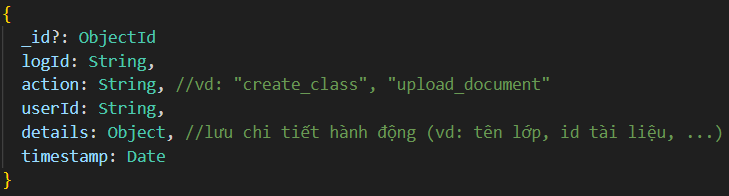 {
_id?: ObjectId
logId: String,
action: String, //vd: "create_class", "upload_document"
userId: String,
details: Object, //lưu chi tiết hành động (vd: tên lớp, id tài liệu, ...)
timestamp: Date
}